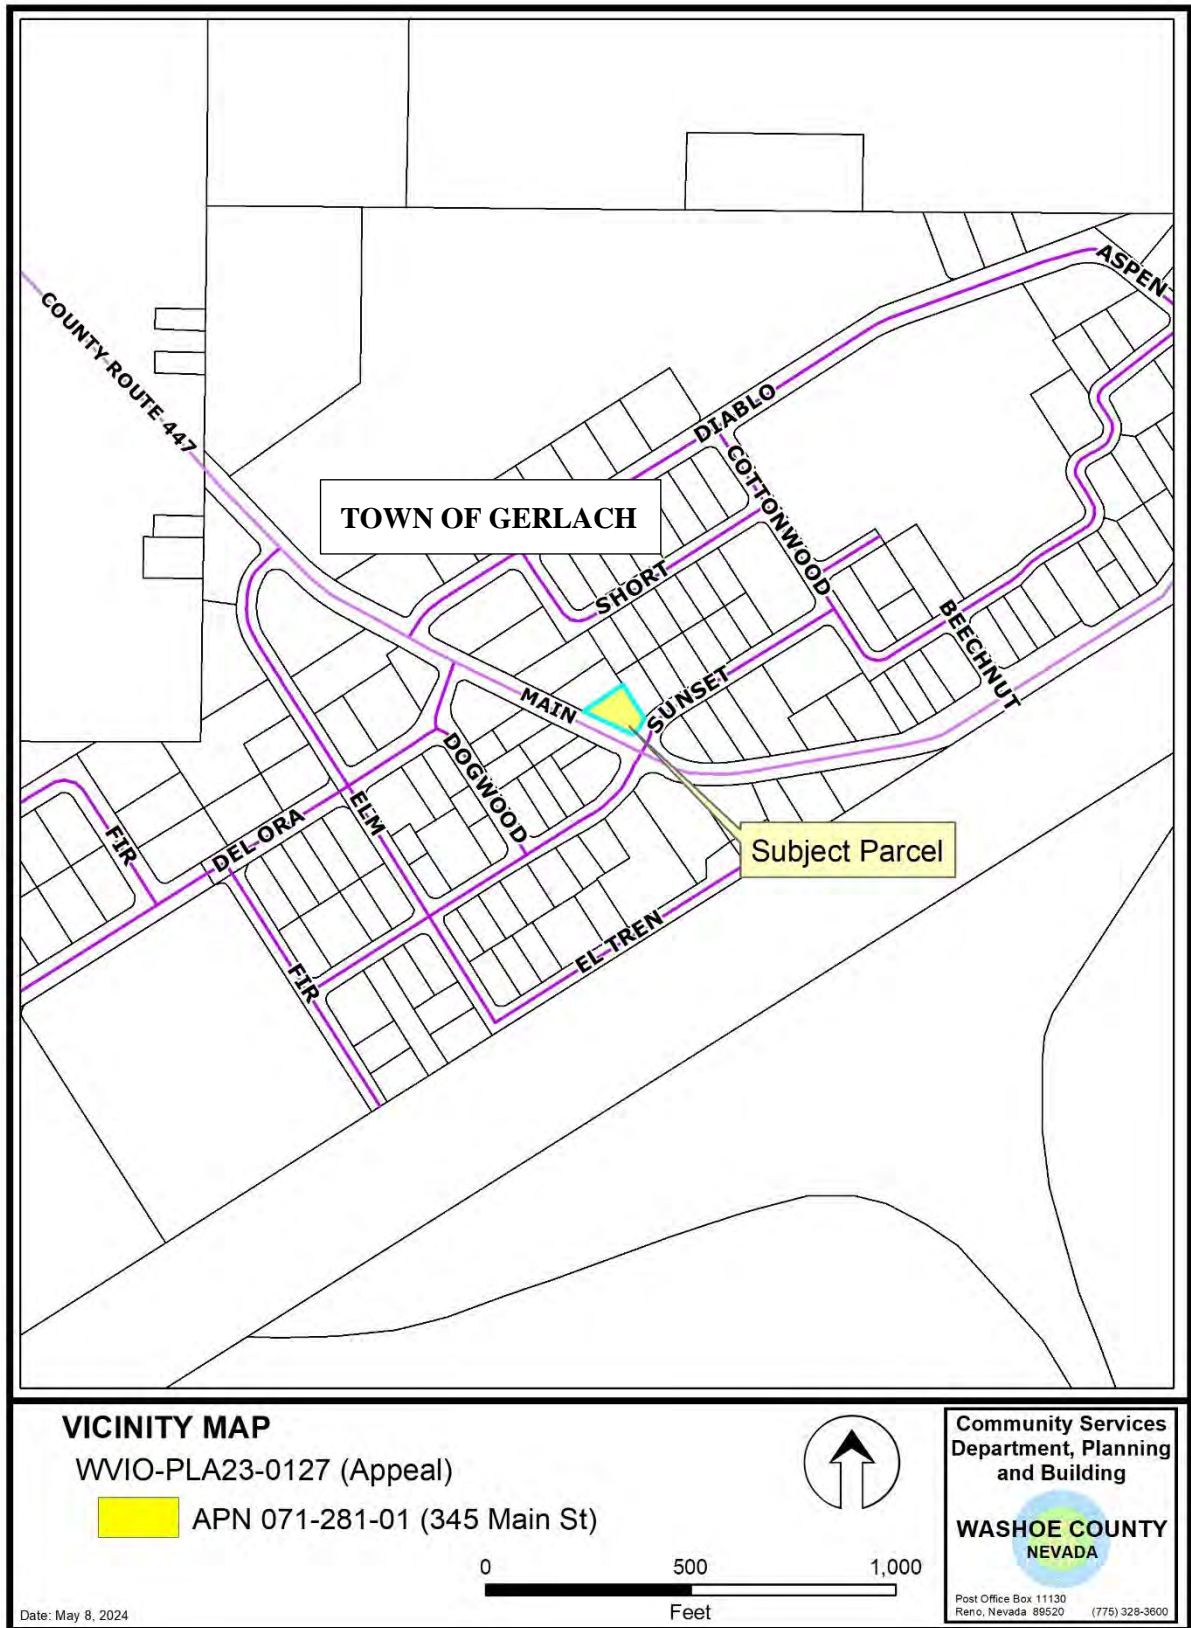 ASPEN
COUNTY ROUTE 447
DIABLO
COTTONWOOD
TOWN OF GERLACH
SHORT
BEECHNUT
MAIN
SUNSET
DOGWOOD
ELM
FIR
DEL ORA
Subject Parcel
EL TREN
FIR
VICINITY MAP
WVIO-PLA23-0127 (Appeal)
APN 071-281-01 (345 Main St)
0 500 1,000
Feet
Date: May 8, 2024
Community Services
Department, Planning
and Building
WASHOE COUNTY
NEVADA
Post Office Box 11130
Reno, Nevada 89520 (775) 328-3600